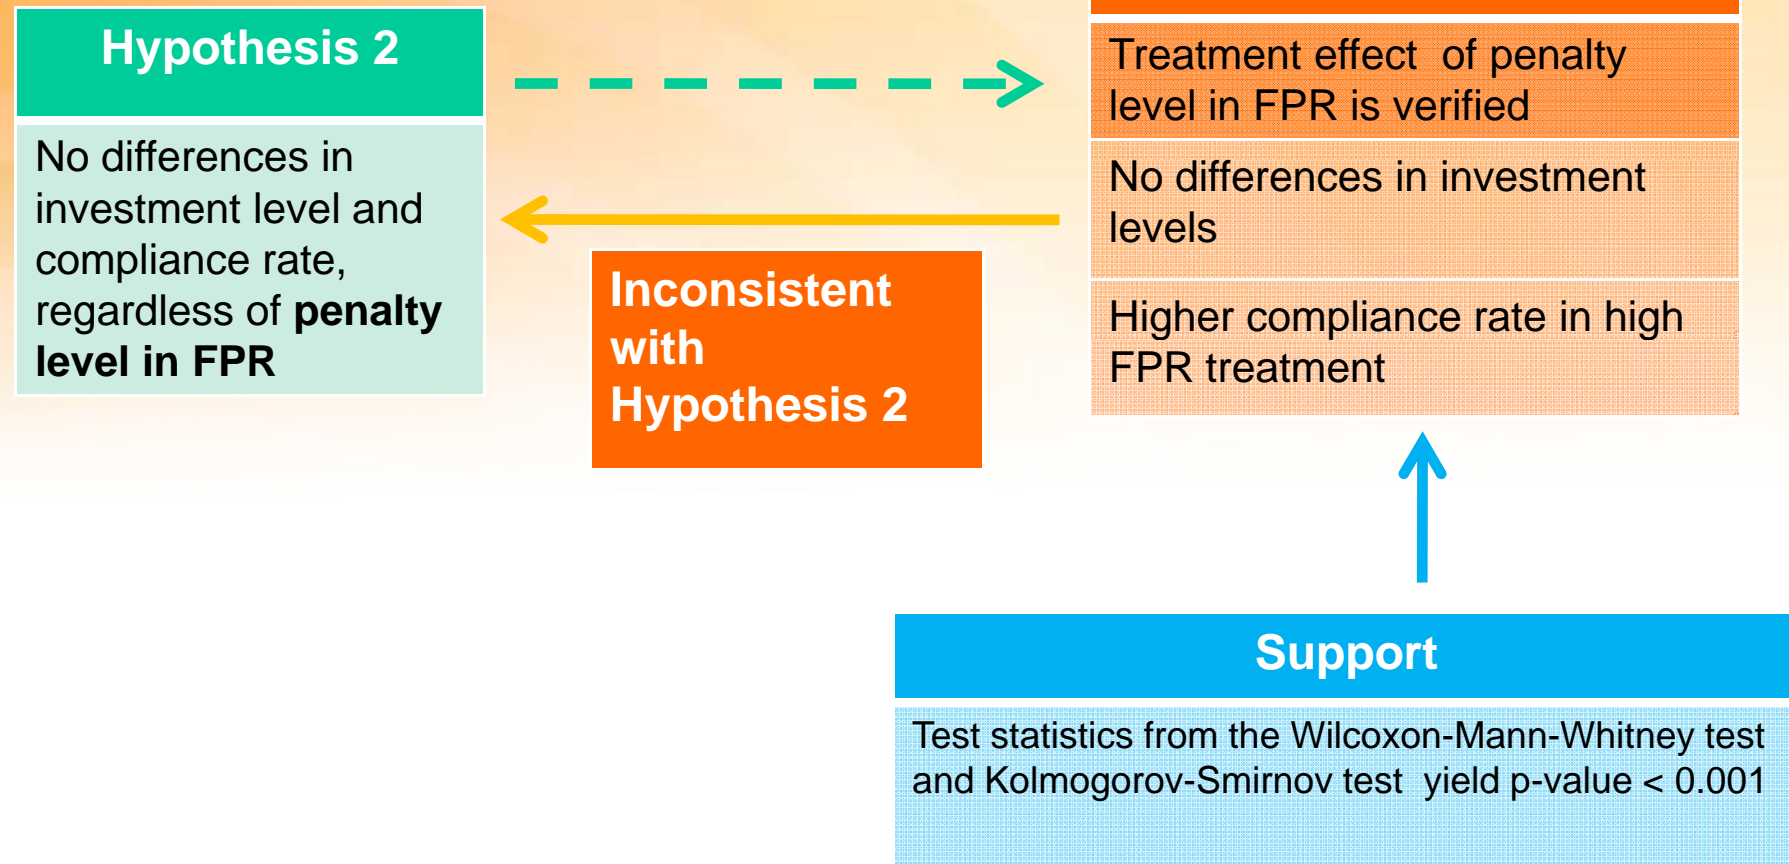 Hypothesis 2
No differences in
investment level and
compliance rate,
regardless of penalty
level in FPR
Inconsistent
with
Hypothesis 2
Treatment effect  of penalty
level in FPR is verified
No differences in investment
levels
Higher compliance rate in high
FPR treatment
Support
Test statistics from the Wilcoxon-Mann-Whitney test
and Kolmogorov-Smirnov test  yield p-value < 0.001